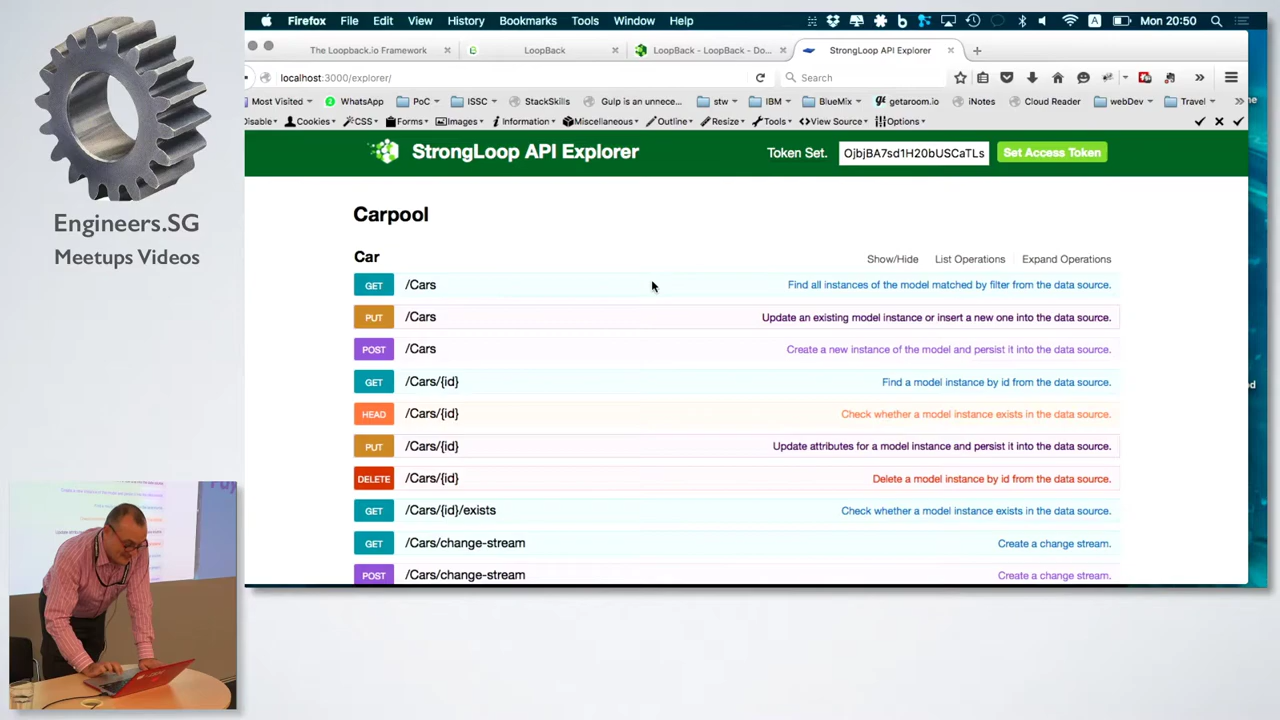 Engineers.SG
Meetups Videos
Firefox File Edit View History Bookmarks Tools Window Help
Mon 20:50
The Loopback.io Framework
LoopBack
LoopBack - LoopBack - Do...
StrongLoop API Explorer
localhost:3000/explorer/
Search
Most Visited WhatsApp PoC ISSC StackSkills Gulp is an unnece... stw IBM BlueMix getaroom.io iNotes Cloud Reader webDev Travel
Disable Cookies CSS Forms Images Information Miscellaneous Outline Resize Tools View Source Options
StrongLoop API Explorer
Token Set.
OjbjBA7sd1H20bUSCaTLs
Set Access Token
Carpool
Car
Show/Hide List Operations Expand Operations
GET /Cars Find all instances of the model matched by filter from the data source.
PUT /Cars Update an existing model instance or insert a new one into the data source.
POST /Cars Create a new instance of the model and persist it into the data source.
GET /Cars/{id} Find a model instance by id from the data source.
HEAD /Cars/{id} Check whether a model instance exists in the data source.
PUT /Cars/{id} Update attributes for a model instance and persist it into the data source.
DELETE /Cars/{id} Delete a model instance by id from the data source.
GET /Cars/{id}/exists Check whether a model instance exists in the data source.
GET /Cars/change-stream Create a change stream.
POST /Cars/change-stream Create a change stream.